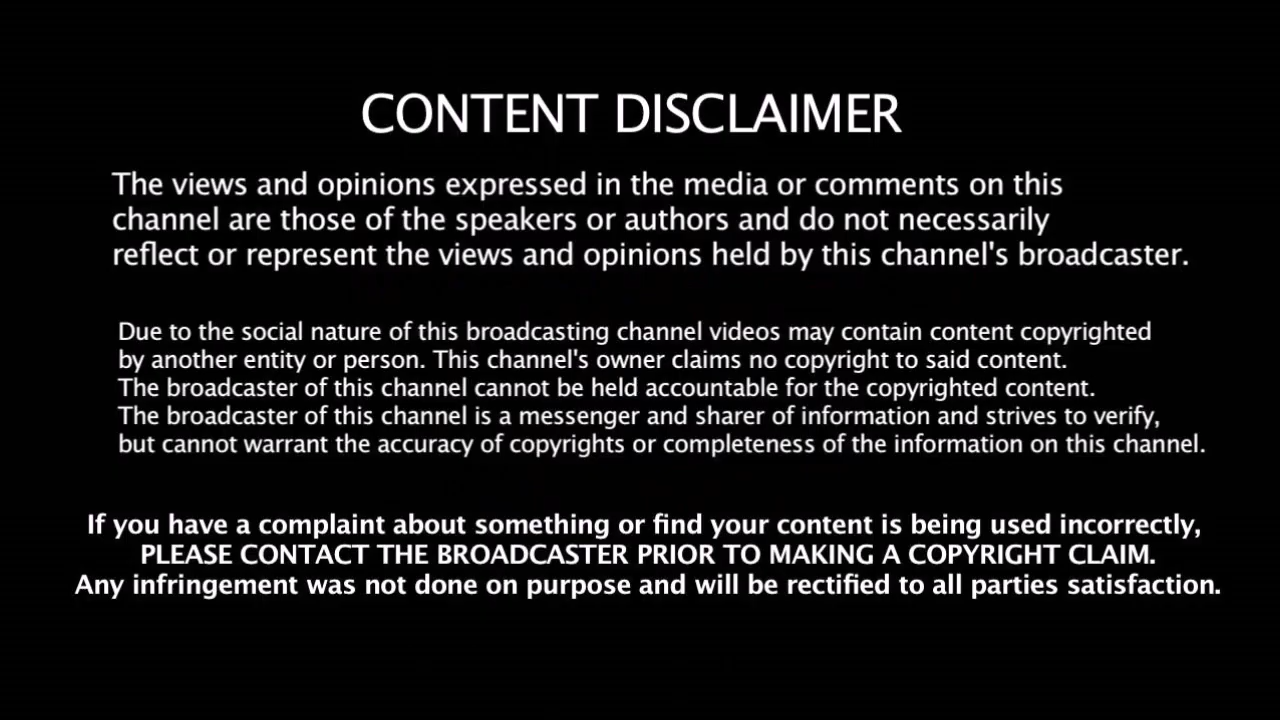 CONTENT DISCLAIMER
The views and opinions expressed in the media or comments on this
channel are those of the speakers or authors and do not necessarily
reflect or represent the views and opinions held by this channel's broadcaster.
Due to the social nature of this broadcasting channel videos may contain content copyrighted
by another entity or person. This channel's owner claims no copyright to said content.
The broadcaster of this channel cannot be held accountable for the copyrighted content.
The broadcaster of this channel is a messenger and sharer of information and strives to verify,
but cannot warrant the accuracy of copyrights or completeness of the information on this channel.
If you have a complaint about something or find your content is being used incorrectly,
PLEASE CONTACT THE BROADCASTER PRIOR TO MAKING A COPYRIGHT CLAIM.
Any infringement was not done on purpose and will be rectified to all parties satisfaction.